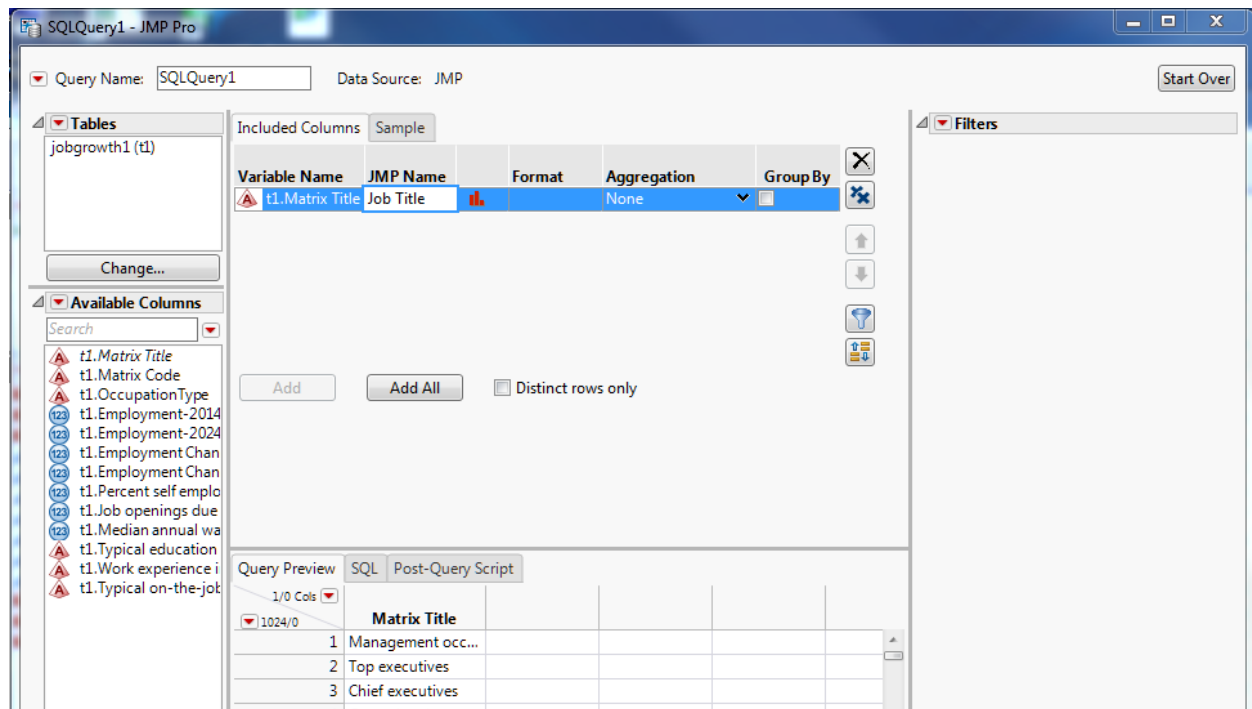 SQLQuery1 - JMP Pro
Query Name: SQLQuery1 Data Source: JMP Start Over
Tables
jobgrowth1 (t1)
Change...
Available Columns
Search
t1.Matrix Title
t1.Matrix Code
t1.OccupationType
t1.Employment-2014
t1.Employment-2024
t1.Employment Chan
t1.Employment Chan
t1.Percent self emplo
t1.Job openings due
t1.Median annual wa
t1.Typical education
t1.Work experience i
t1.Typical on-the-job
Included Columns Sample
Variable Name JMP Name Format Aggregation Group By
t1.Matrix Title Job Title None
Add Add All Distinct rows only
Query Preview SQL Post-Query Script
1/0 Cols
1024/0 Matrix Title
1 Management occ...
2 Top executives
3 Chief executives
Filters